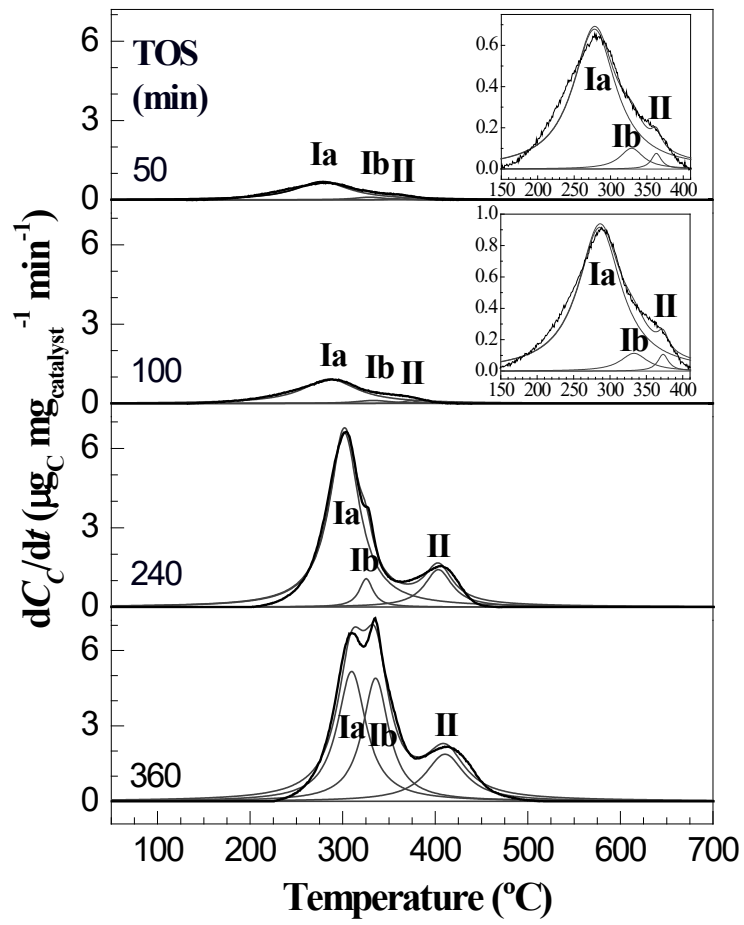 dC_C/dt (µg_C mg_catalyst^-1 min^-1)
TOS
(min)
6
3
0
50
Ia Ib II
0.6
0.4
0.2
0.0
Ia
Ib
II
150 200 250 300 350 400
6
3
0
100
Ia Ib II
1.0
0.8
0.6
0.4
0.2
0.0
Ia
Ib
II
150 200 250 300 350 400
6
3
0
240
Ia
Ib
II
6
3
0
360
Ia Ib II
100 200 300 400 500 600 700
Temperature (ºC)